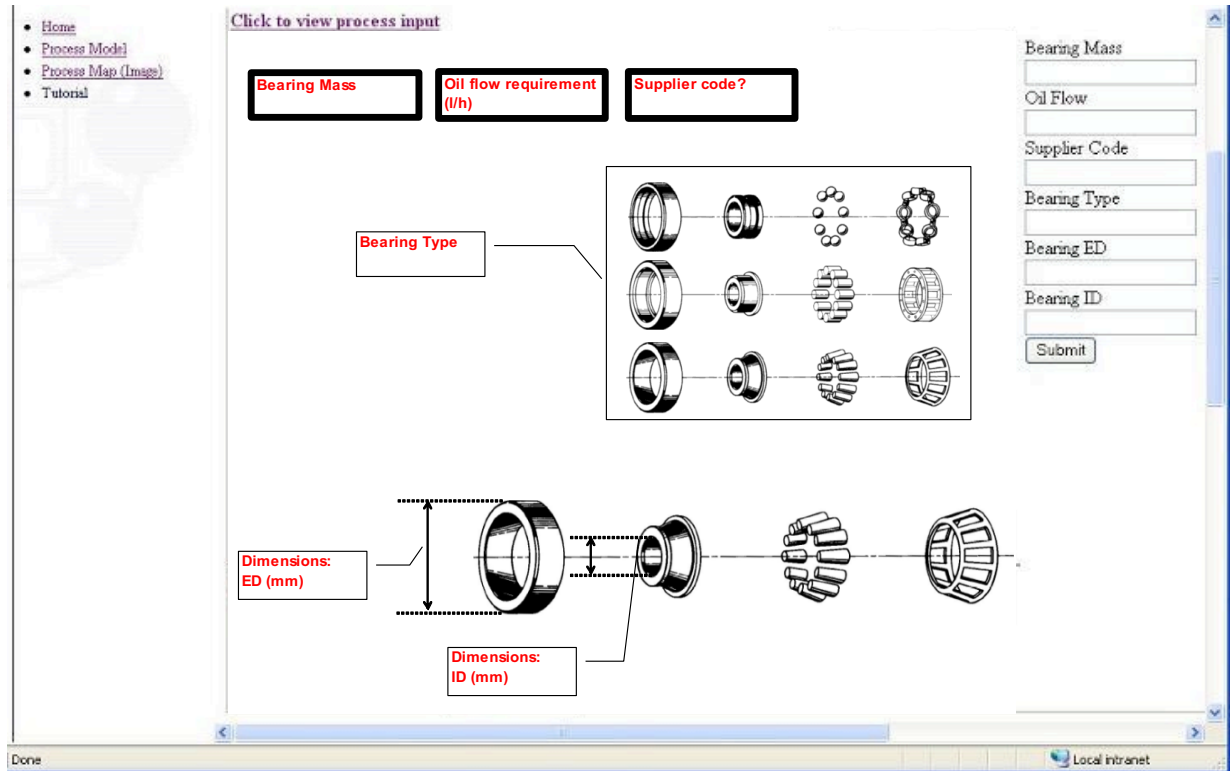 Home
Process Model
Process Map (Image)
Tutorial
Click to view process input
Bearing Mass
Oil flow requirement
(l/h)
Supplier code?
Bearing Type
Dimensions:
ED (mm)
Dimensions:
ID (mm)
Bearing Mass
Oil Flow
Supplier Code
Bearing Type
Bearing ED
Bearing ID
Submit
Done
Local intranet